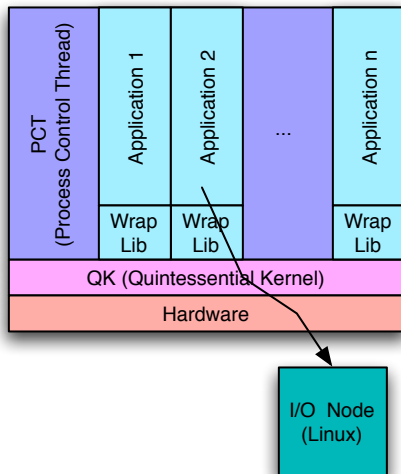 PCT
(Process Control Thread)
Application 1
Application 2
...
Application n
Wrap
Lib
Wrap
Lib
Wrap
Lib
QK (Quintessential Kernel)
Hardware
I/O Node
(Linux)